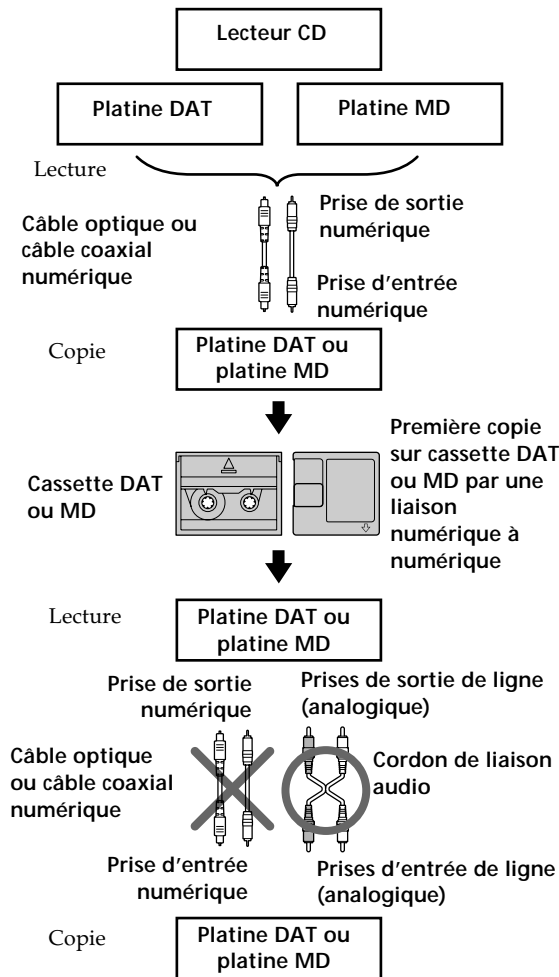 Lecteur CD
Platine DAT
Platine MD
Lecture
Câble optique ou
câble coaxial
numérique
Prise de sortie
numérique
Prise d'entrée
numérique
Copie
Platine DAT ou
platine MD
Cassette DAT
ou MD
Première copie
sur cassette DAT
ou MD par une
liaison
numérique à
numérique
Lecture
Platine DAT ou
platine MD
Prise de sortie
numérique
Prises de sortie de ligne
(analogique)
Câble optique
ou câble coaxial
numérique
Cordon de liaison
audio
Prise d'entrée
numérique
Prises d'entrée de ligne
(analogique)
Copie
Platine DAT ou
platine MD